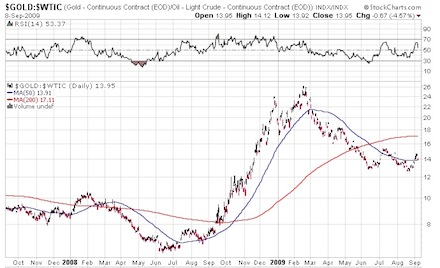 $GOLD:$WTIC (Gold - Continuous Contract (EOD)/Oil - Light Crude - Continuous Contract (EOD)) INDX/INDX © StockCharts.com
8-Sep-2009 Open 13.95 High 14.12 Low 13.92 Close 13.95 Chg -0.67 (-4.57%)
RSI(14) 53.37
90
70
50
30
10
$GOLD:$WTIC (Daily) 13.95
MA(50) 13.91
MA(200) 17.11
Volume undef
26
24
22
20
18
16
14
12
10
8
Nov Dec 2008 Feb Mar Apr May Jun Jul Aug Sep Oct Nov Dec 2009 Feb Mar Apr May Jun Jul Aug Sep